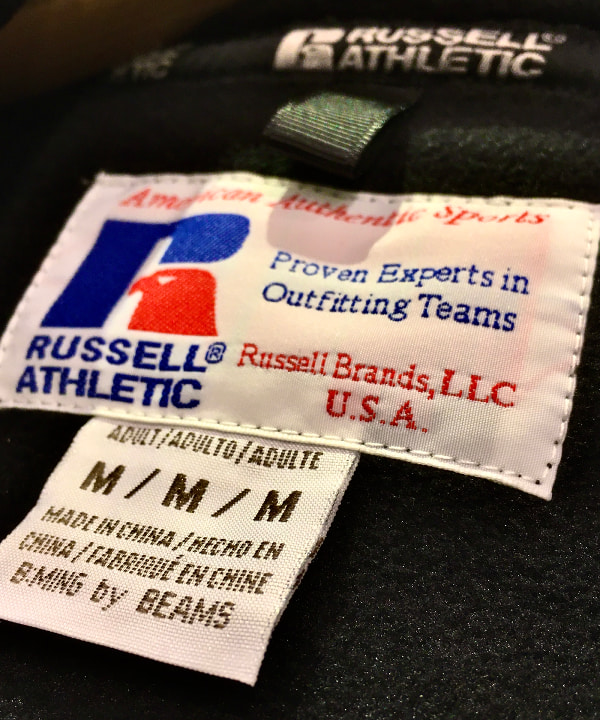 RUSSELL
ATHLETIC
American Authentic Sports
Proven Experts in
Outfitting Teams
RUSSELL®
ATHLETIC
Russell Brands, LLC
U.S.A.
ADULT/ADULTO/ADULTE
M / M / M
MADE IN CHINA / HECHO EN
CHINA / FABRIQUÉ EN CHINE
B:MING by BEAMS